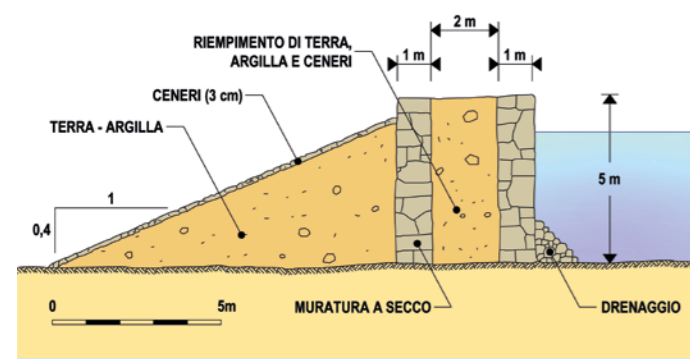 2 m
RIEMPIMENTO DI TERRA,
ARGILLA E CENERI
1 m
1 m
CENERI (3 cm)
TERRA - ARGILLA
5 m
1
0,4
0
5m
MURATURA A SECCO
DRENAGGIO